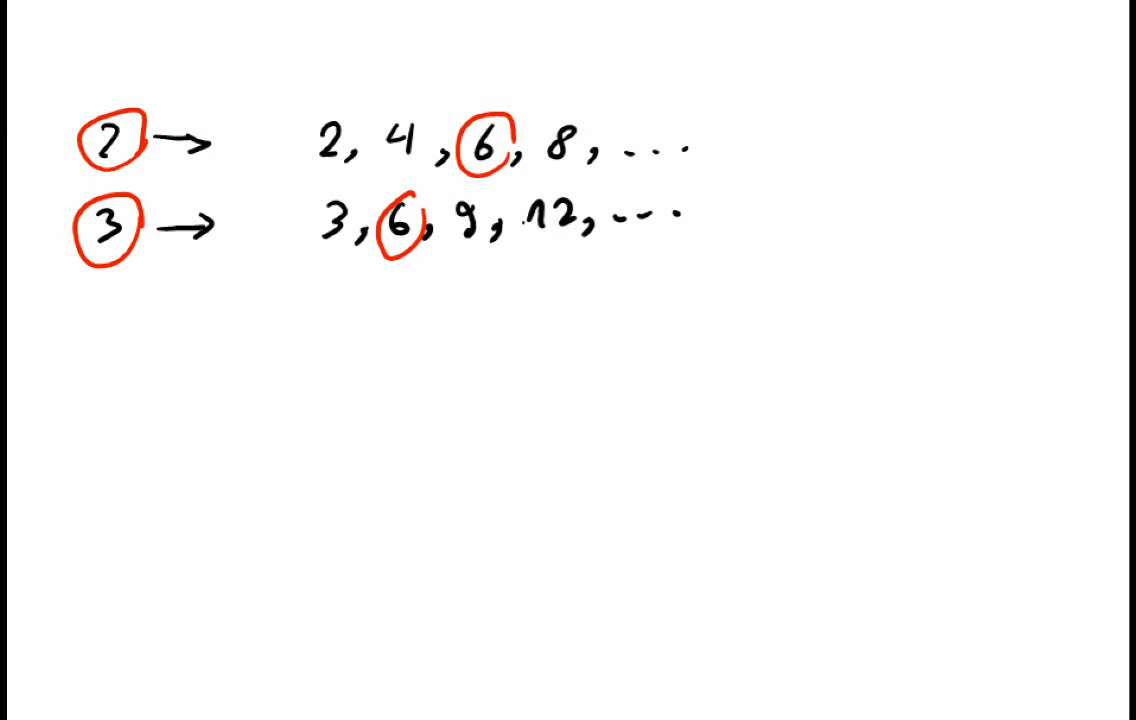 2 → 2, 4, 6, 8, ...
3 → 3, 6, 9, 12, ...